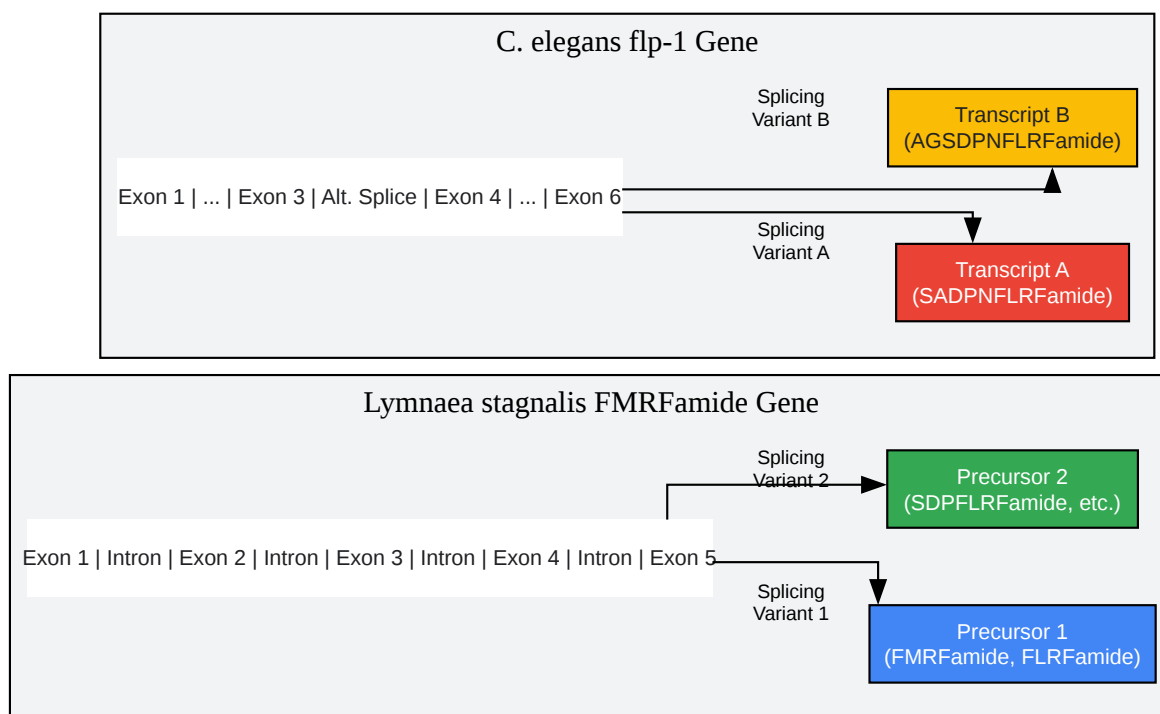 C. elegans flp-1 Gene
Splicing
Variant B
Transcript B
(AGSDPNFLRFamide)
Exon 1 | ... | Exon 3 | Alt. Splice | Exon 4 | ... | Exon 6
Splicing
Variant A
Transcript A
(SADPNFLRFamide)
Lymnaea stagnalis FMRFamide Gene
Splicing
Variant 2
Precursor 2
(SDPFLRFamide, etc.)
Exon 1 | Intron | Exon 2 | Intron | Exon 3 | Intron | Exon 4 | Intron | Exon 5
Splicing
Variant 1
Precursor 1
(FMRFamide, FLRFamide)